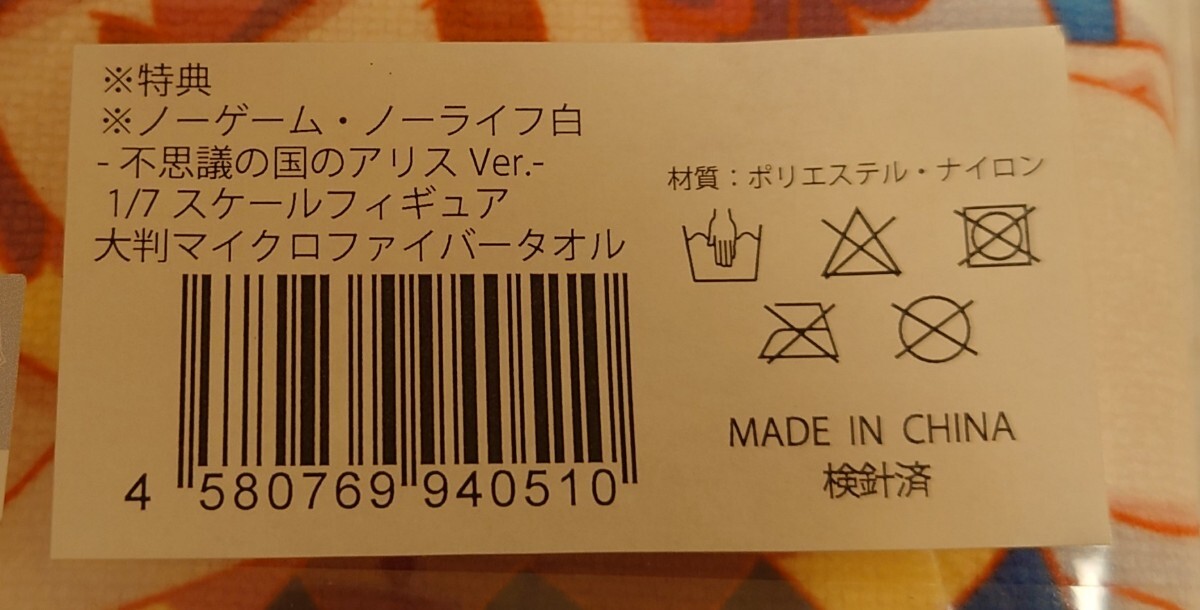 ※特典
※ノーゲーム・ノーライフ白
- 不思議の国のアリス Ver.-
1/7 スケールフィギュア
大判マイクロファイバータオル
4 580769 940510
材質：ポリエステル・ナイロン
MADE IN CHINA
検針済